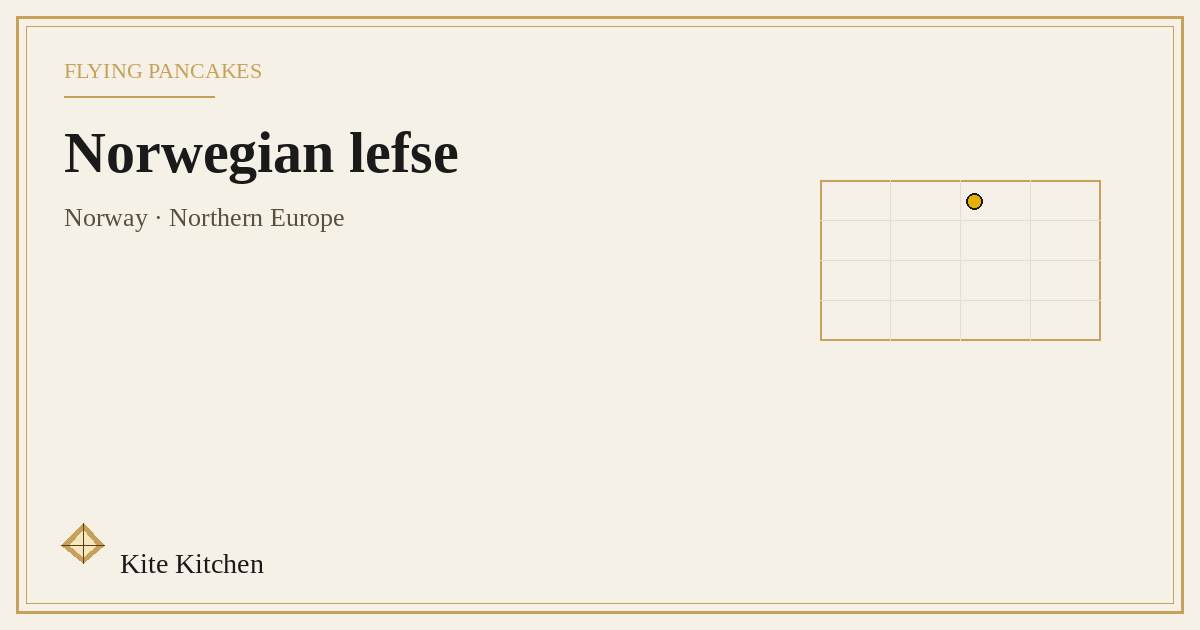 FLYING PANCAKES
Norwegian lefse
Norway · Northern Europe
Kite Kitchen